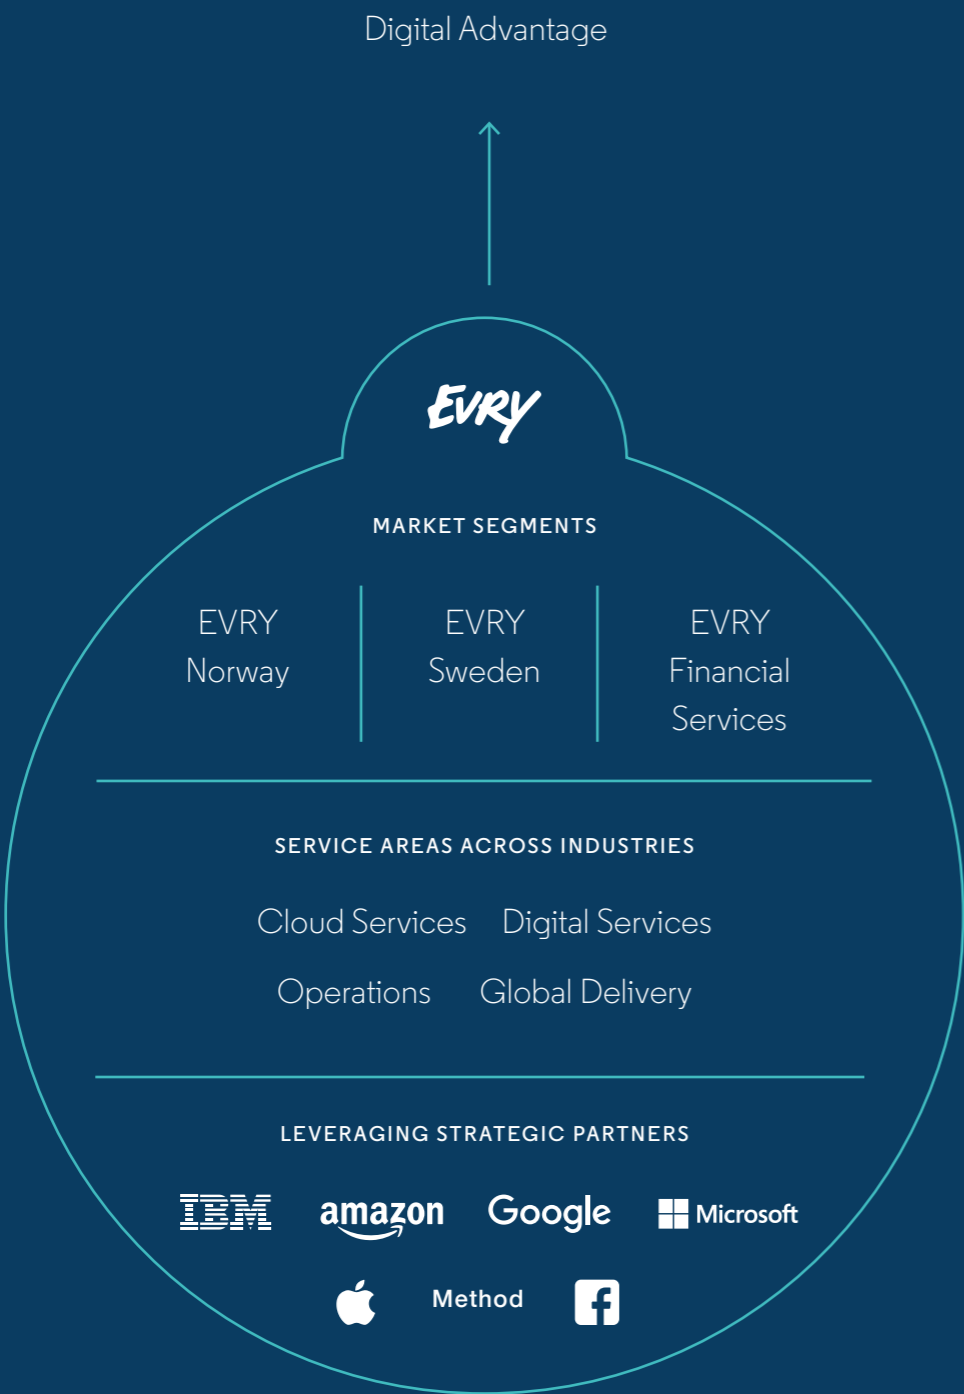 Digital Advantage
EVRY
MARKET SEGMENTS
EVRY
Norway
EVRY
Sweden
EVRY
Financial
Services
SERVICE AREAS ACROSS INDUSTRIES
Cloud Services Digital Services
Operations Global Delivery
LEVERAGING STRATEGIC PARTNERS
IBM amazon Google Microsoft
Method f